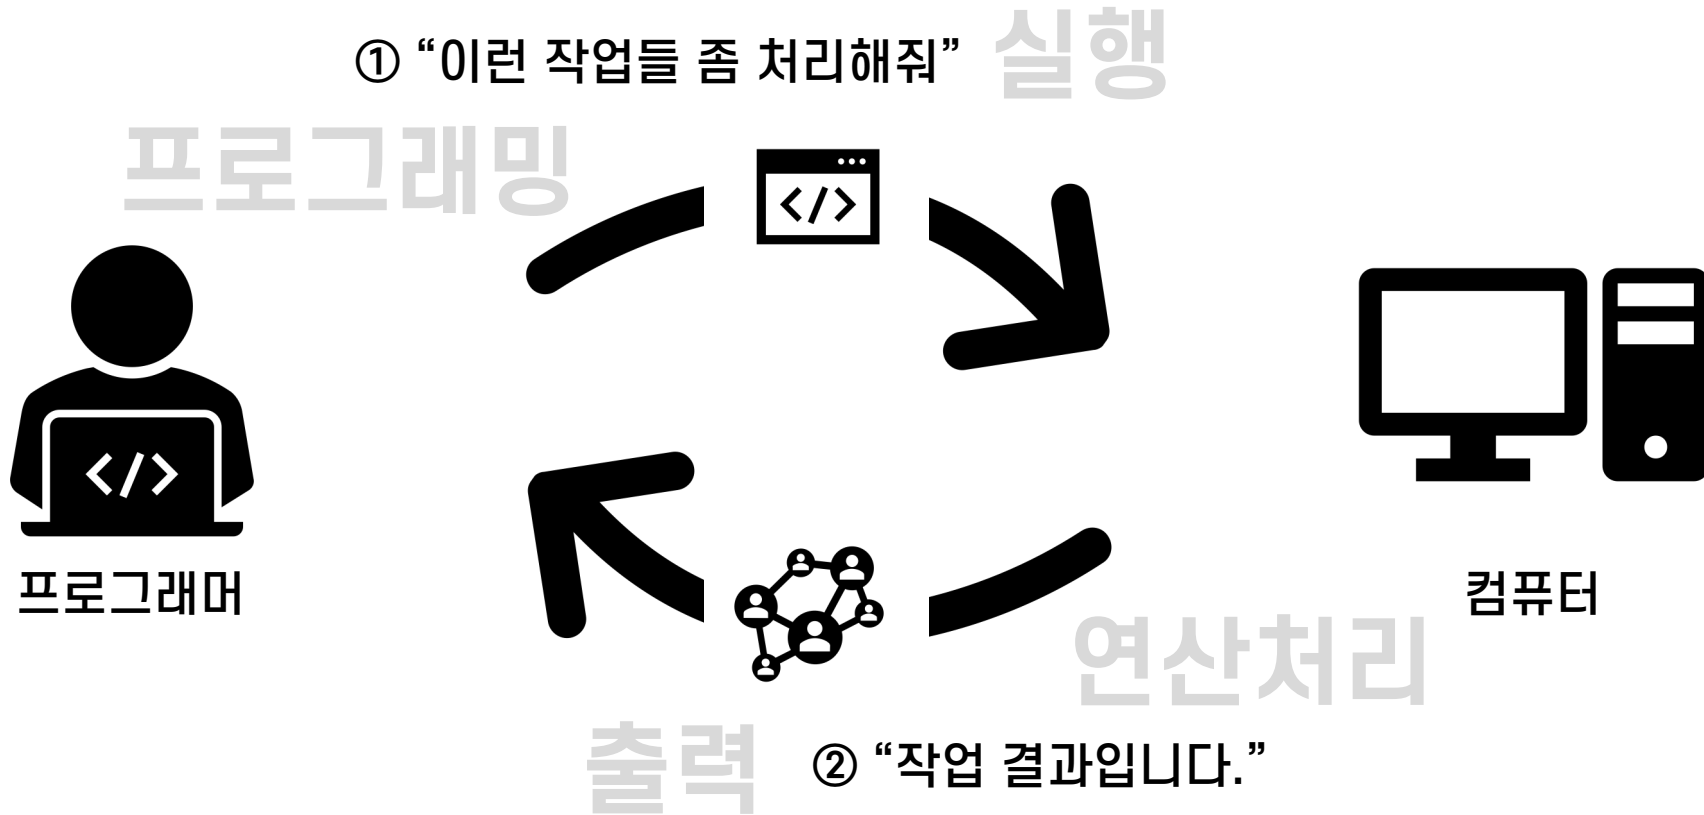 ① “이런 작업들 좀 처리해줘”
실행
프로그래밍
</>
</>
프로그래머
컴퓨터
연산처리
출력
② “작업 결과입니다.”